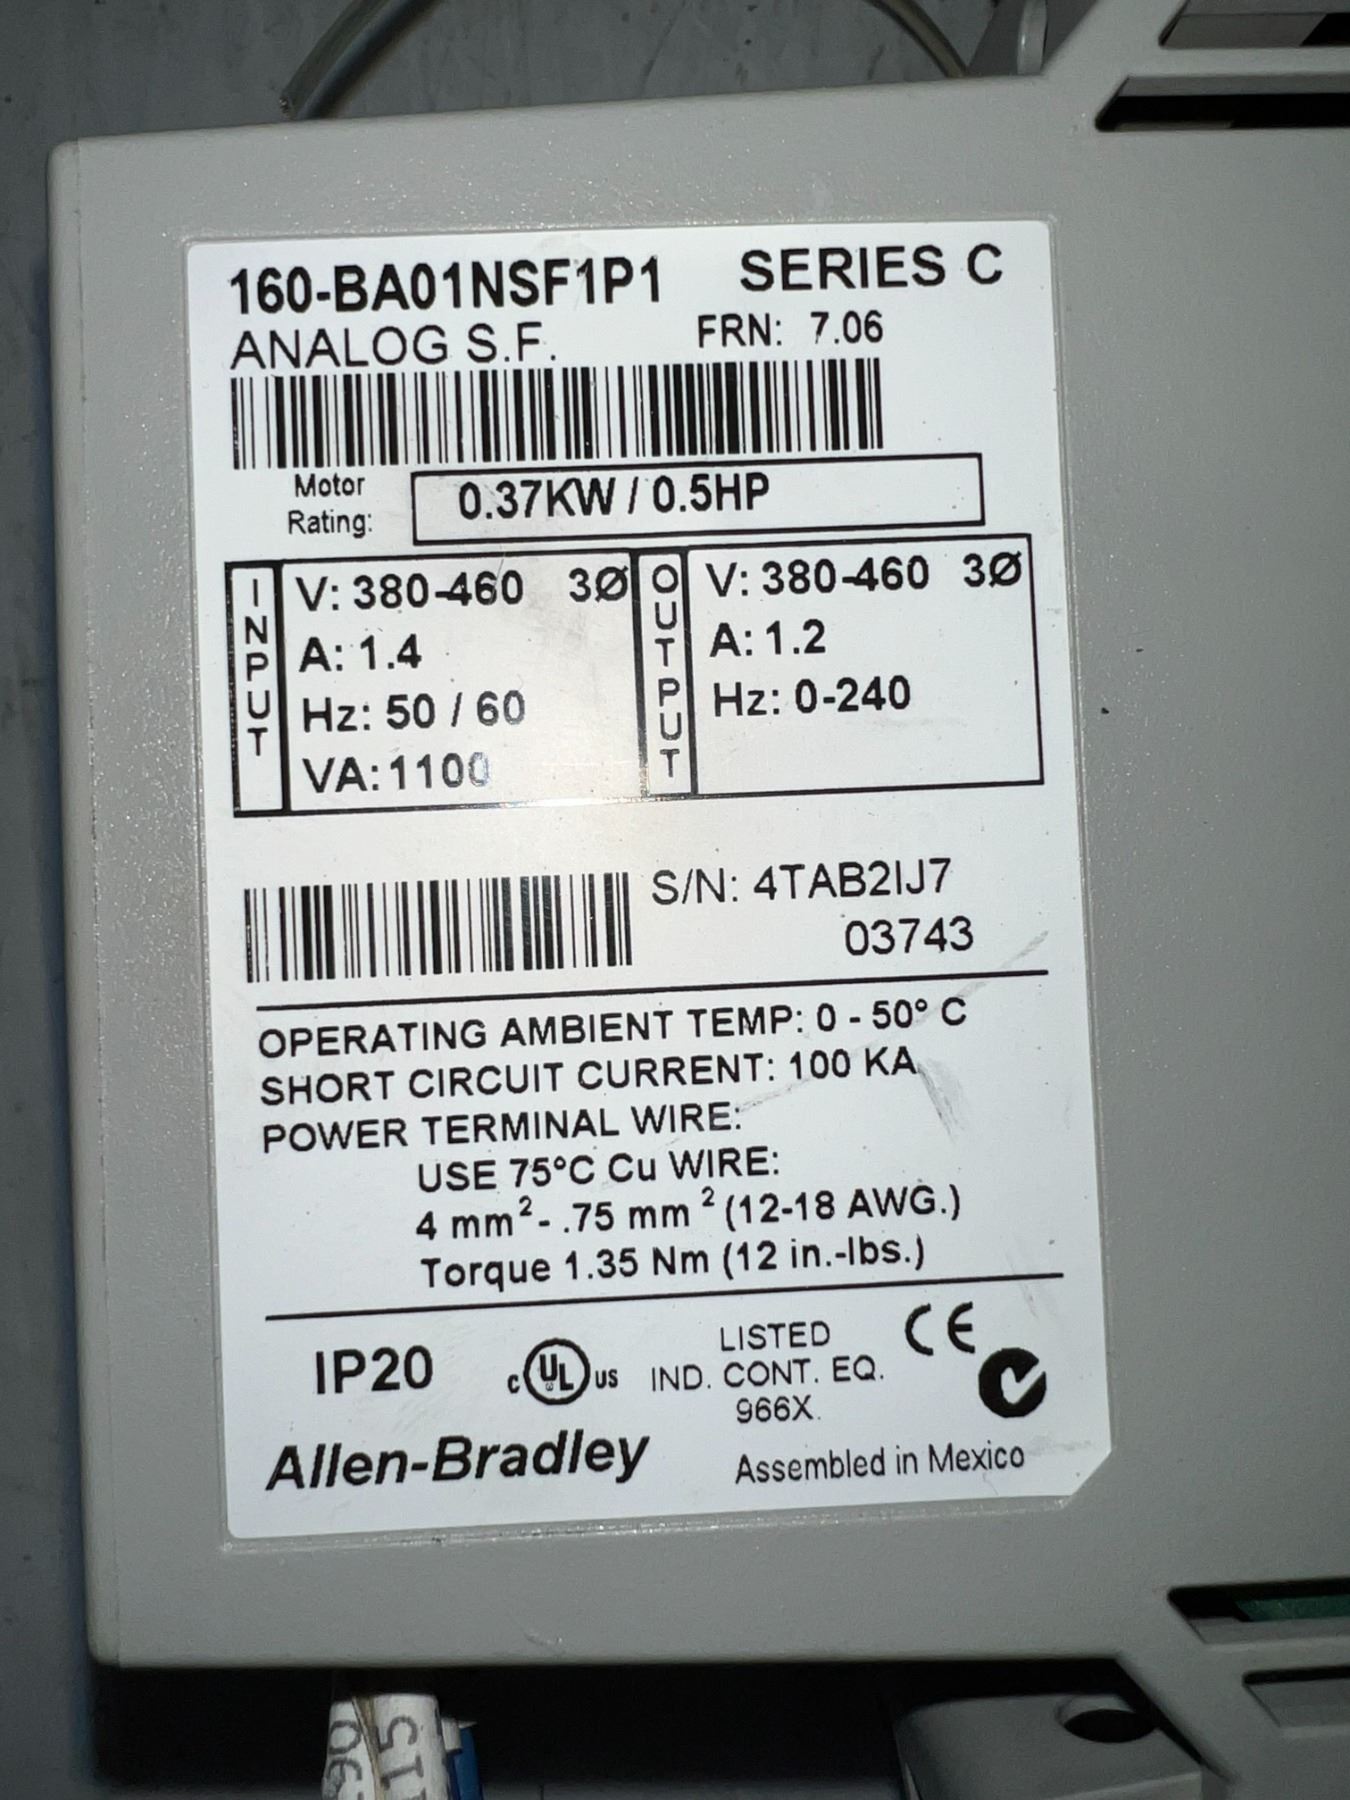 160-BA01NSF1P1 SERIES C
ANALOG S.F. FRN: 7.06
Motor
Rating: 0.37KW / 0.5HP
INPUT
V: 380-460 3Ø
A: 1.4
Hz: 50 / 60
VA: 1100
OUTPUT
V: 380-460 3Ø
A: 1.2
Hz: 0-240
S/N: 4TAB2IJ7
03743
OPERATING AMBIENT TEMP: 0 - 50° C
SHORT CIRCUIT CURRENT: 100 KA
POWER TERMINAL WIRE:
USE 75°C Cu WIRE:
4 mm² - .75 mm² (12-18 AWG.)
Torque 1.35 Nm (12 in.-lbs.)
IP20 c UL us LISTED CE
IND. CONT. EQ.
966X
Allen-Bradley Assembled in Mexico